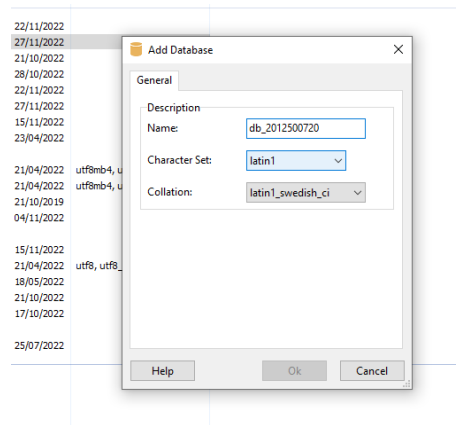 22/11/2022
27/11/2022
21/10/2022
28/10/2022
22/11/2022
27/11/2022
15/11/2022
23/04/2022
21/04/2022 utf8mb4, u
21/04/2022 utf8mb4, u
21/10/2019
04/11/2022
15/11/2022
21/04/2022 utf8, utf8_
18/05/2022
21/10/2022
17/10/2022
25/07/2022
Add Database
General
Description
Name: db_2012500720
Character Set: latin1
Collation: latin1_swedish_ci
Help Ok Cancel